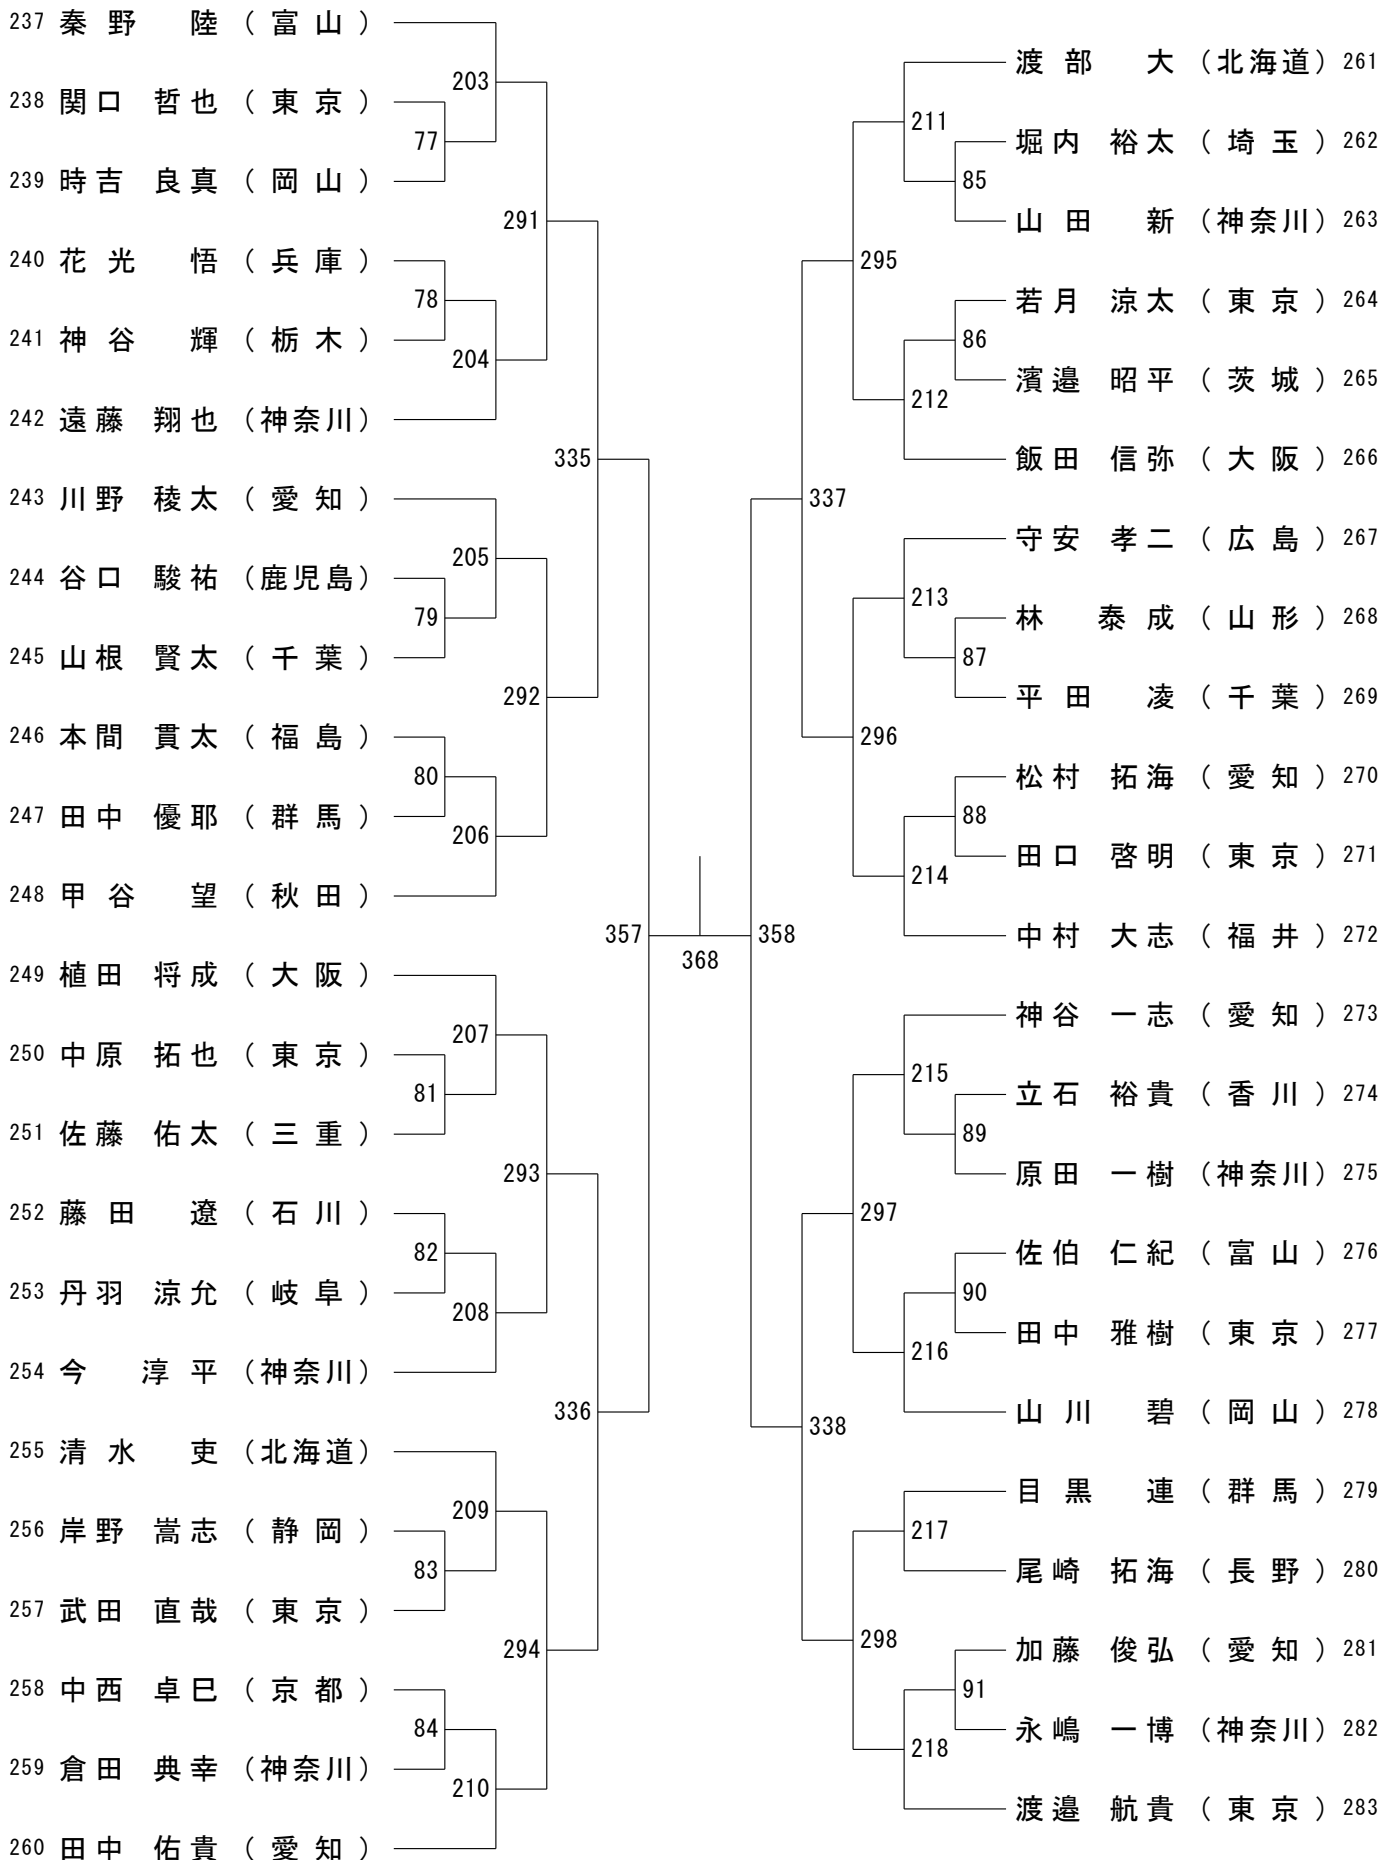 237 秦野 陸 (富山)
203
238 関口 哲也 (東京)
77
239 時吉 良真 (岡山)
291
240 花光 悟 (兵庫)
78
241 神谷 輝 (栃木)
204
242 遠藤 翔也 (神奈川)
335
243 川野 稜太 (愛知)
205
244 谷口 駿祐 (鹿児島)
79
245 山根 賢太 (千葉)
292
246 本間 貫太 (福島)
80
247 田中 優耶 (群馬)
206
248 甲谷 望 (秋田)
357
249 植田 将成 (大阪)
207
250 中原 拓也 (東京)
81
251 佐藤 佑太 (三重)
293
252 藤田 遼 (石川)
82
253 丹羽 涼允 (岐阜)
208
254 今 淳平 (神奈川)
336
255 清水 吏 (北海道)
209
256 岸野 嵩志 (静岡)
83
257 武田 直哉 (東京)
294
258 中西 卓巳 (京都)
84
259 倉田 典幸 (神奈川)
210
260 田中 佑貴 (愛知)
368
渡部 大 (北海道) 261
211
堀内 裕太 (埼玉) 262
85
山田 新 (神奈川) 263
295
若月 涼太 (東京) 264
86
濱邉 昭平 (茨城) 265
212
飯田 信弥 (大阪) 266
337
守安 孝二 (広島) 267
213
林 泰成 (山形) 268
87
平田 凌 (千葉) 269
296
松村 拓海 (愛知) 270
88
田口 啓明 (東京) 271
214
中村 大志 (福井) 272
358
神谷 一志 (愛知) 273
215
立石 裕貴 (香川) 274
89
原田 一樹 (神奈川) 275
297
佐伯 仁紀 (富山) 276
90
田中 雅樹 (東京) 277
216
山川 碧 (岡山) 278
338
目黒 連 (群馬) 279
217
尾崎 拓海 (長野) 280
298
加藤 俊弘 (愛知) 281
91
永嶋 一博 (神奈川) 282
218
渡邉 航貴 (東京) 283